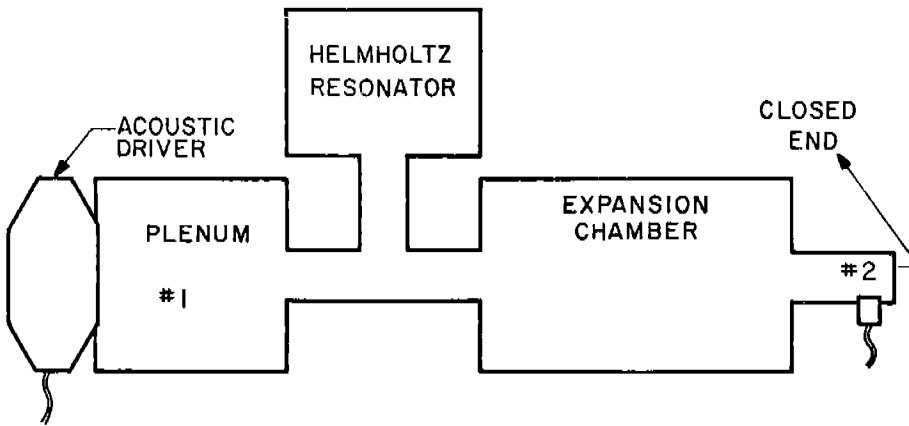 HELMHOLTZ
RESONATOR
ACOUSTIC
DRIVER
CLOSED
END
PLENUM
#1
EXPANSION
CHAMBER
#2